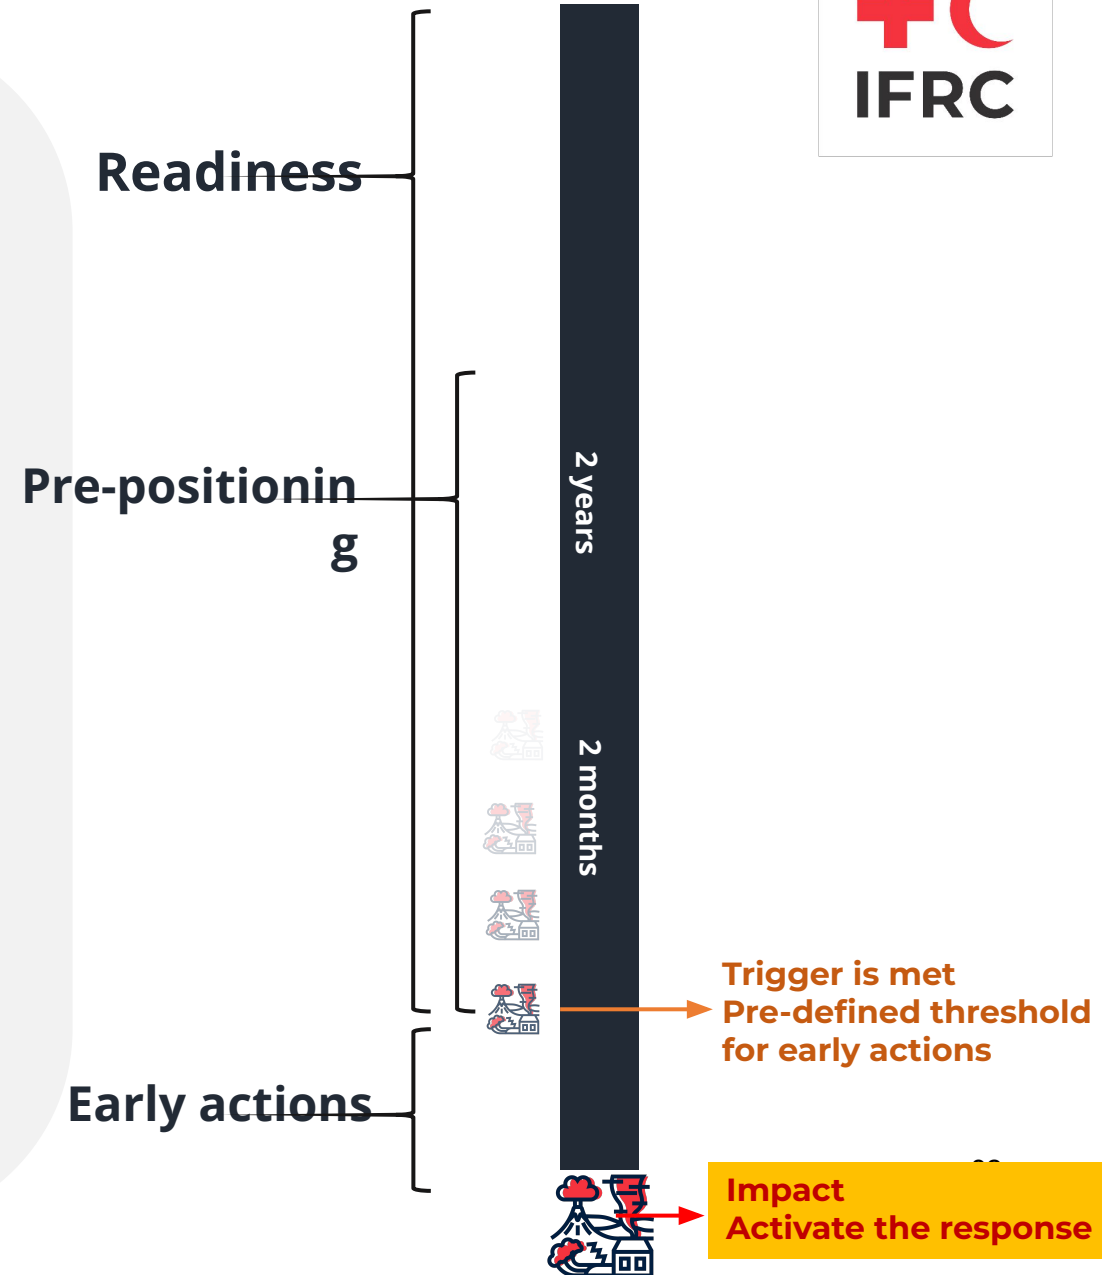 IFRC
Readiness
Pre-positionin
g
2 years
2 months
Trigger is met
Pre-defined threshold
for early actions
Early actions
Impact
Activate the response